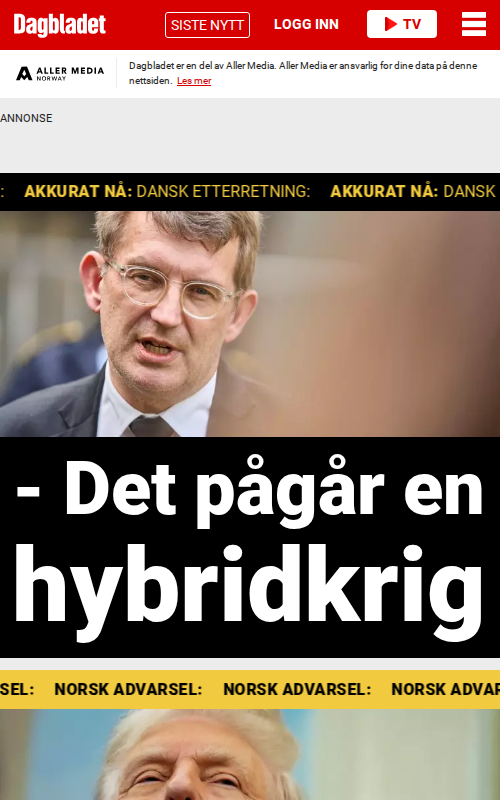 Dagbladet
SISTE NYTT
LOGG INN
TV
ALLER MEDIA
NORWAY
Dagbladet er en del av Aller Media. Aller Media er ansvarlig for dine data på denne
nettsiden. Les mer
ANNONSE
: AKKURAT NÅ: DANSK ETTERRETNING: AKKURAT NÅ: DANSK
- Det pågår en
hybridkrig
SEL: NORSK ADVARSEL: NORSK ADVARSEL: NORSK ADVAR